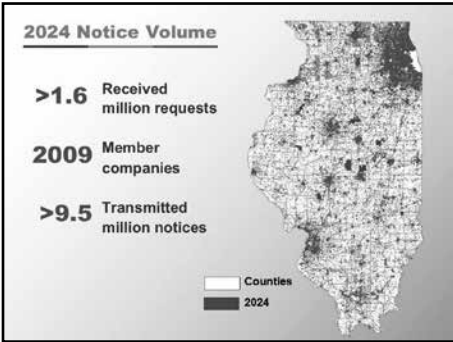 2024 Notice Volume
>1.6 Received
million requests
2009 Member
companies
>9.5 Transmitted
million notices
Counties
2024